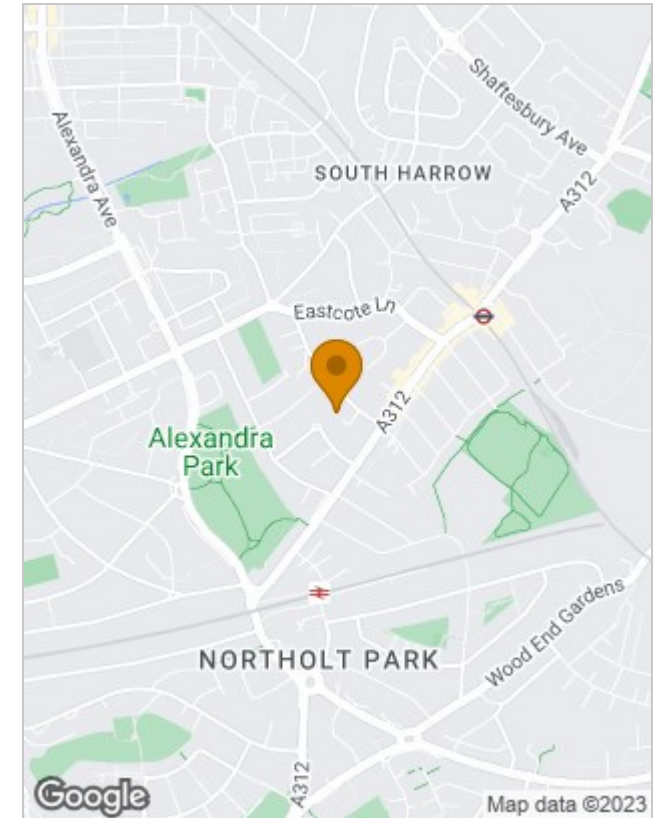 Shaftesbury Ave
Alexandra Ave
SOUTH HARROW
A312
Eastcote Ln
A312
Alexandra
Park
Wood End Gardens
NORTHOLT PARK
A312
Google
Map data ©2023